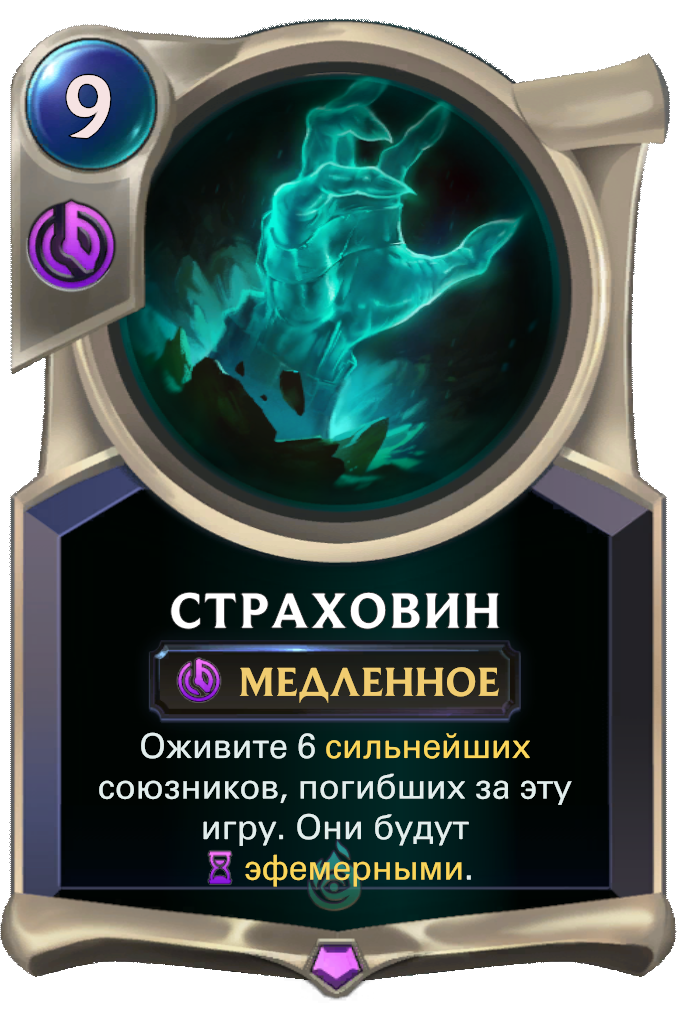 9
СТРАХОВИН
МЕДЛЕННОЕ
Оживите 6 сильнейших
союзников, погибших за эту
игру. Они будут
эфемерными.